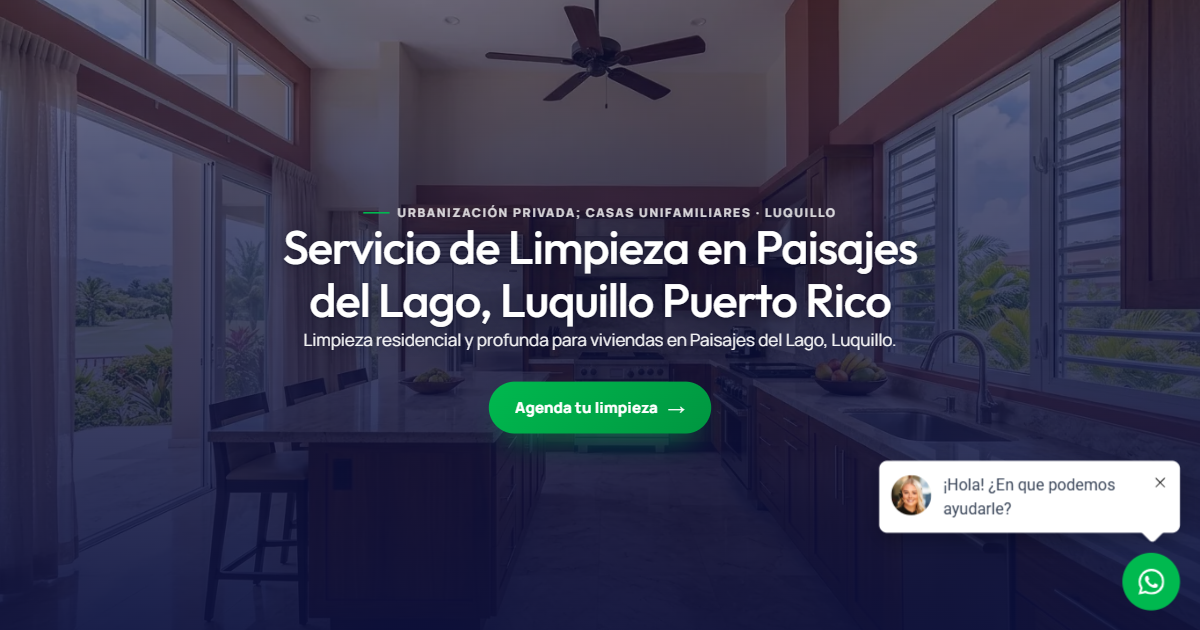 URBANIZACIÓN PRIVADA; CASAS UNIFAMILIARES · LUQUILLO
Servicio de Limpieza en Paisajes
del Lago, Luquillo Puerto Rico
Limpieza residencial y profunda para viviendas en Paisajes del Lago, Luquillo.
Agenda tu limpieza →
¡Hola! ¿En que podemos
ayudarle?